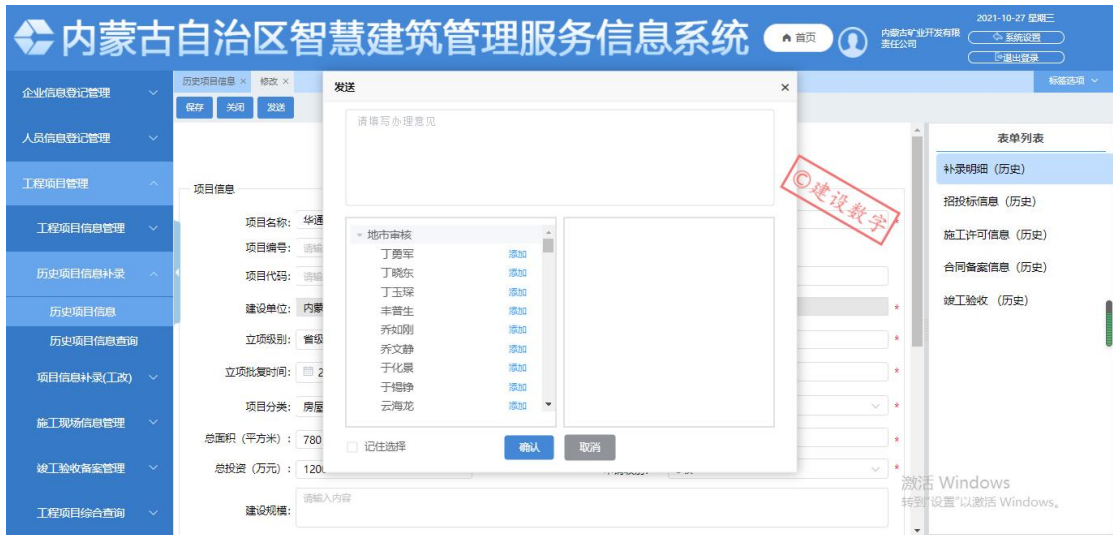 内蒙古自治区智慧建筑管理服务信息系统
首页
内蒙古矿业开发有限
责任公司
2021-10-27 星期三
系统设置
退出登录
企业信息登记管理
人员信息登记管理
工程项目管理
工程项目信息管理
历史项目信息补录
历史项目信息
历史项目信息查询
项目信息补录(工改)
施工现场信息管理
竣工验收备案管理
工程项目综合查询
历史项目信息 ×
修改 ×
标签选项
保存
关闭
发送
项目信息
项目名称: 华通
项目编号: 请输
项目代码: 请输
建设单位: 内蒙
立项级别: 省级
立项批复时间: 2
项目分类: 房屋
总面积（平方米）: 780
总投资（万元）: 1200
建设规模: 请输入内容
发送
×
请填写办理意见
地市审核
丁勇军 添加
丁晓东 添加
丁玉琛 添加
丰普生 添加
乔如刚 添加
乔文静 添加
于化景 添加
于锡铮 添加
云海龙 添加
记住选择
确认
取消
©建设数字
表单列表
补录明细（历史）
招投标信息（历史）
施工许可信息（历史）
合同备案信息（历史）
竣工验收 （历史）
激活 Windows
转到"设置"以激活 Windows。